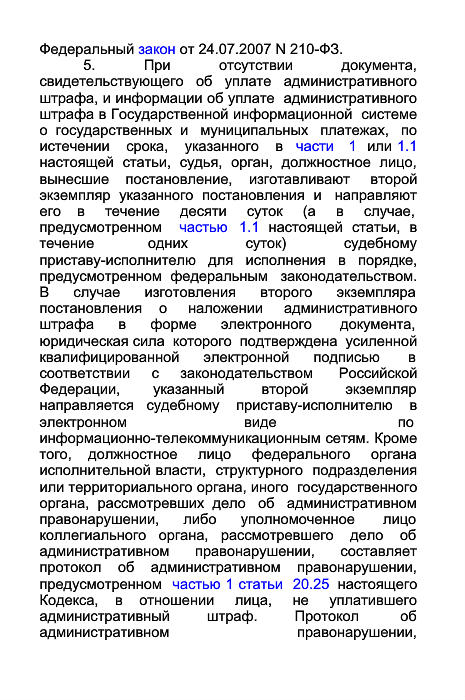 Федеральный закон от 24.07.2007 N 210-ФЗ.
5. При отсутствии документа,
свидетельствующего об уплате административного
штрафа, и информации об уплате административного
штрафа в Государственной информационной системе
о государственных и муниципальных платежах, по
истечении срока, указанного в части 1 или 1.1
настоящей статьи, судья, орган, должностное лицо,
вынесшие постановление, изготавливают второй
экземпляр указанного постановления и направляют
его в течение десяти суток (а в случае,
предусмотренном частью 1.1 настоящей статьи, в
течение одних суток) судебному
приставу-исполнителю для исполнения в порядке,
предусмотренном федеральным законодательством.
В случае изготовления второго экземпляра
постановления о наложении административного
штрафа в форме электронного документа,
юридическая сила которого подтверждена усиленной
квалифицированной электронной подписью в
соответствии с законодательством Российской
Федерации, указанный второй экземпляр
направляется судебному приставу-исполнителю в
электронном виде по
информационно-телекоммуникационным сетям. Кроме
того, должностное лицо федерального органа
исполнительной власти, структурного подразделения
или территориального органа, иного государственного
органа, рассмотревших дело об административном
правонарушении, либо уполномоченное лицо
коллегиального органа, рассмотревшего дело об
административном правонарушении, составляет
протокол об административном правонарушении,
предусмотренном частью 1 статьи 20.25 настоящего
Кодекса, в отношении лица, не уплатившего
административный штраф. Протокол об
административном правонарушении,